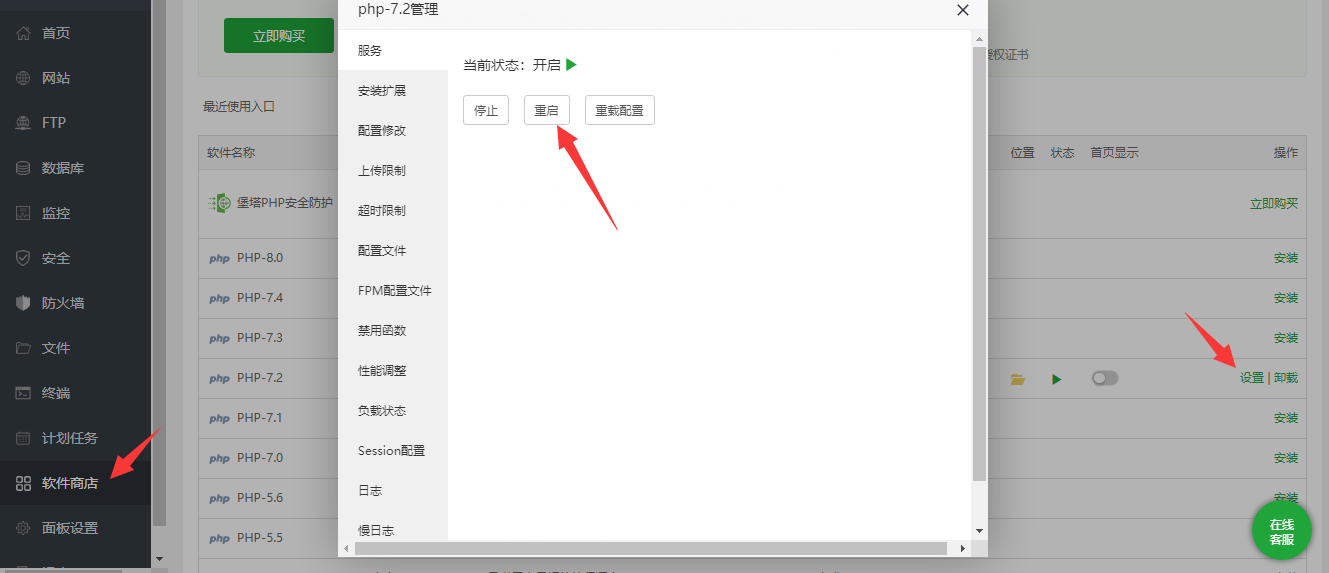 首页
网站
FTP
数据库
监控
安全
防火墙
文件
终端
计划任务
软件商店
面板设置
立即购买
授权证书
最近使用入口
软件名称
位置 状态 首页显示 操作
堡塔PHP安全防护 立即购买
php PHP-8.0 安装
php PHP-7.4 安装
php PHP-7.3 安装
php PHP-7.2 设置 | 卸载
php PHP-7.1 安装
php PHP-7.0 安装
php PHP-5.6 安装
php PHP-5.5
php-7.2管理
服务
安装扩展
配置修改
上传限制
超时限制
配置文件
FPM配置文件
禁用函数
性能调整
负载状态
Session配置
日志
慢日志
当前状态：开启
停止 重启 重载配置
在线
客服